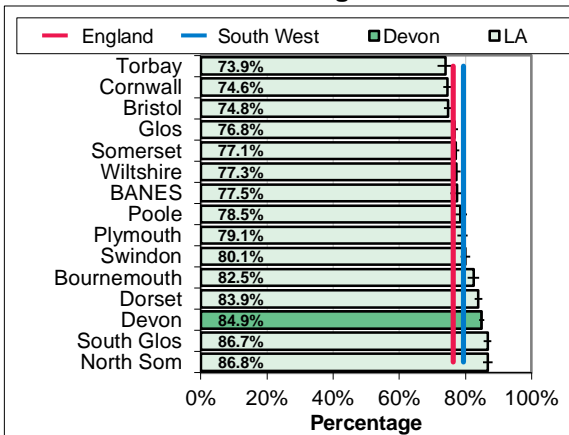 England South West Devon LA
Torbay 73.9%
Cornwall 74.6%
Bristol 74.8%
Glos 76.8%
Somerset 77.1%
Wiltshire 77.3%
BANES 77.5%
Poole 78.5%
Plymouth 79.1%
Swindon 80.1%
Bournemouth 82.5%
Dorset 83.9%
Devon 84.9%
South Glos 86.7%
North Som 86.8%
0% 20% 40% 60% 80% 100%
Percentage